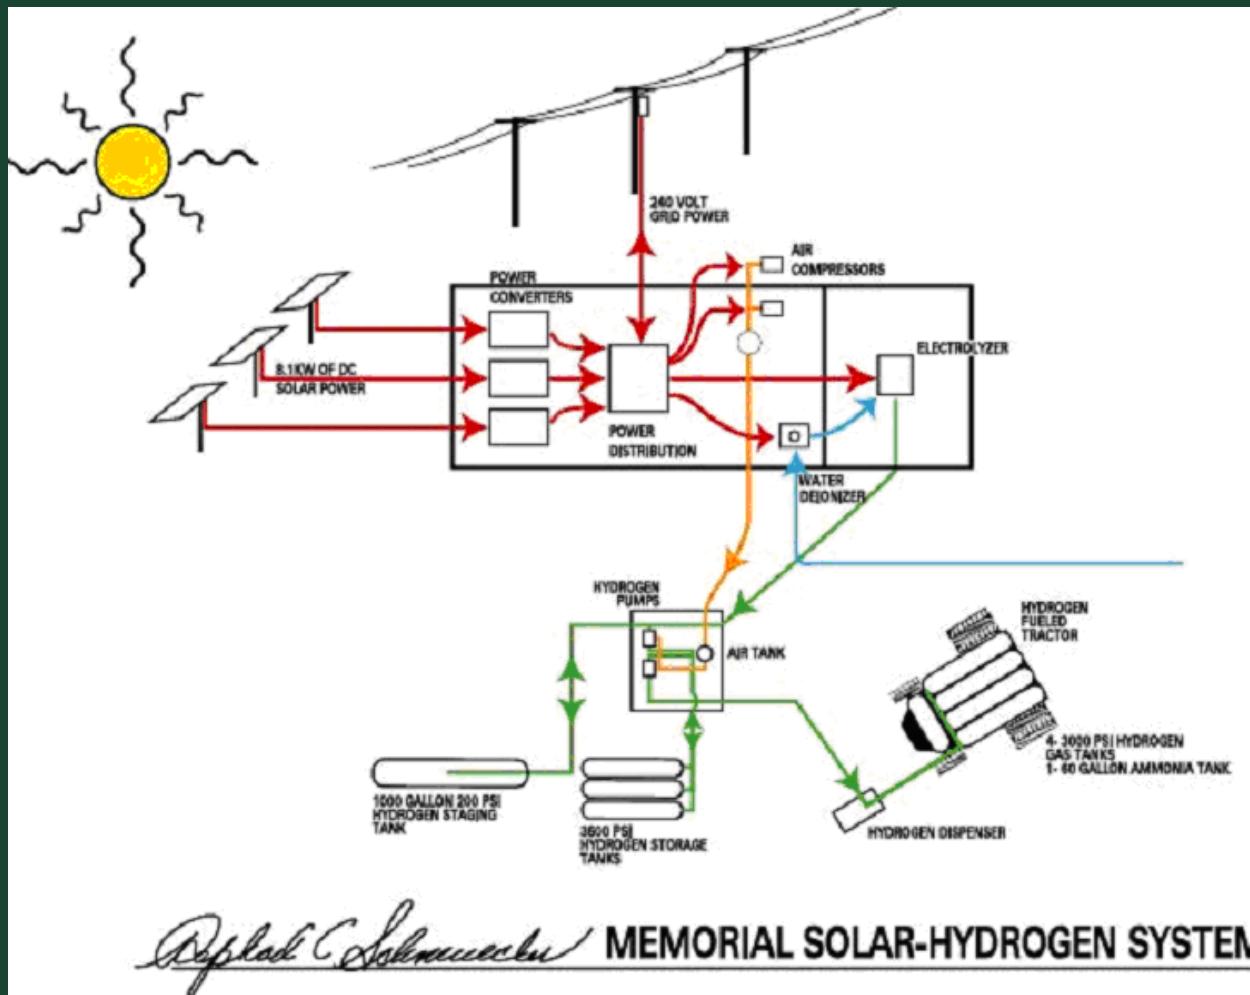 240 VOLT
GRID POWER
AIR
COMPRESSORS
POWER
CONVERTERS
ELECTROLYZER
8.1KW OF DC
SOLAR POWER
POWER
DISTRIBUTION
WATER
DEIONIZER
HYDROGEN
PUMPS
AIR TANK
HYDROGEN
FUELED
TRACTOR
4- 3000 PSI HYDROGEN
GAS TANKS
1- 60 GALLON AMMONIA TANK
1000 GALLON 200 PSI
HYDROGEN STAGING
TANK
3600 PSI
HYDROGEN STORAGE
TANKS
HYDROGEN DISPENSER
MEMORIAL SOLAR-HYDROGEN SYSTEM